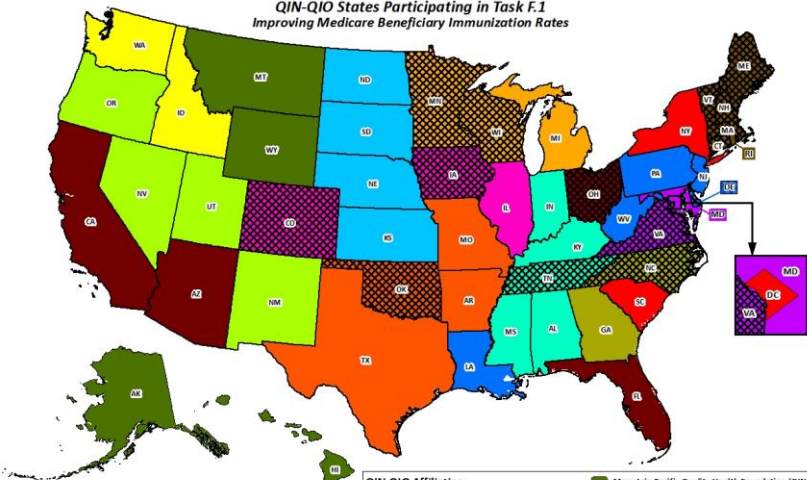 QIN-QIO States Participating in Task F.1
Improving Medicare Beneficiary Immunization Rates
WA
MT
ND
MN
ME
OR
ID
SD
WI
MI
VT
NH
NY
MA
CT
RI
WY
NE
IA
PA
NJ
NV
UT
CO
IL
IN
OH
DE
MD
CA
KS
MO
WV
VA
KY
AZ
NM
OK
AR
TN
NC
MD
DC
VA
SC
TX
LA
MS
AL
GA
FL
AK
HI